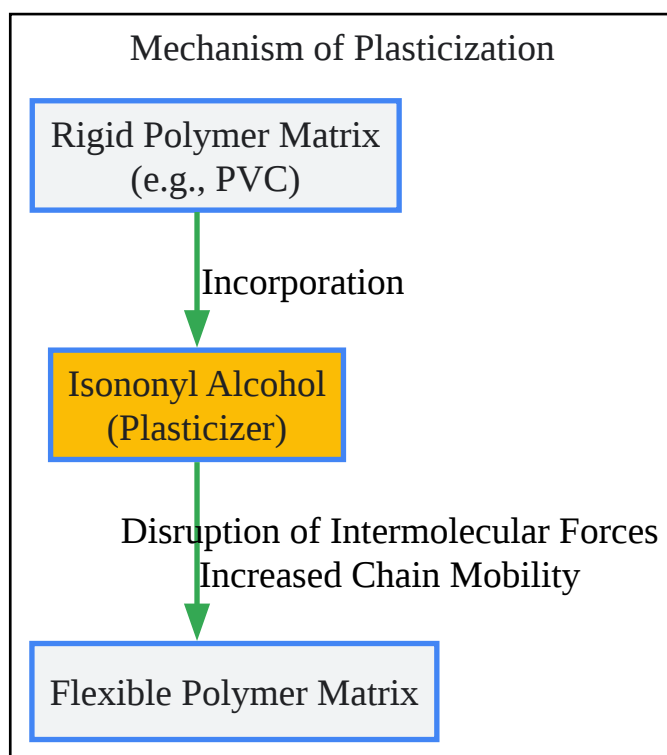 Mechanism of Plasticization
Rigid Polymer Matrix
(e.g., PVC)
Incorporation
Isononyl Alcohol
(Plasticizer)
Disruption of Intermolecular Forces
Increased Chain Mobility
Flexible Polymer Matrix